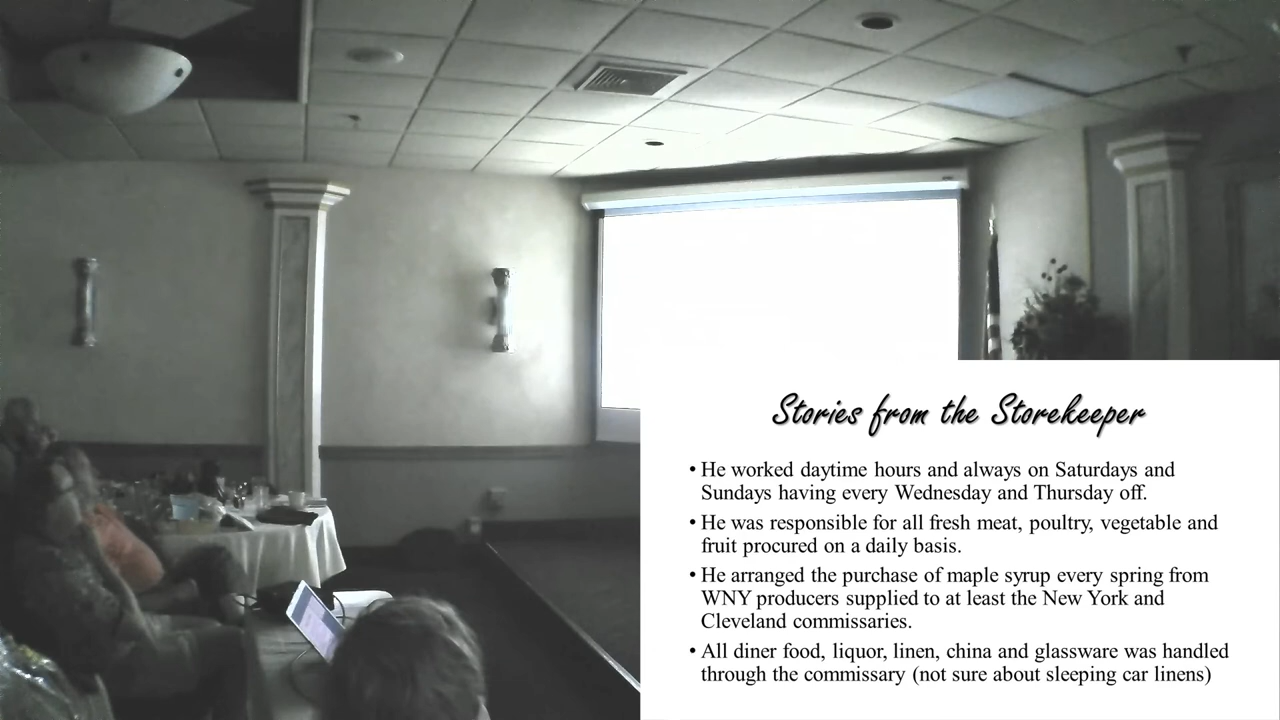 Stories from the Storekeeper
• He worked daytime hours and always on Saturdays and
Sundays having every Wednesday and Thursday off.
• He was responsible for all fresh meat, poultry, vegetable and
fruit procured on a daily basis.
• He arranged the purchase of maple syrup every spring from
WNY producers supplied to at least the New York and
Cleveland commissaries.
• All diner food, liquor, linen, china and glassware was handled
through the commissary (not sure about sleeping car linens)